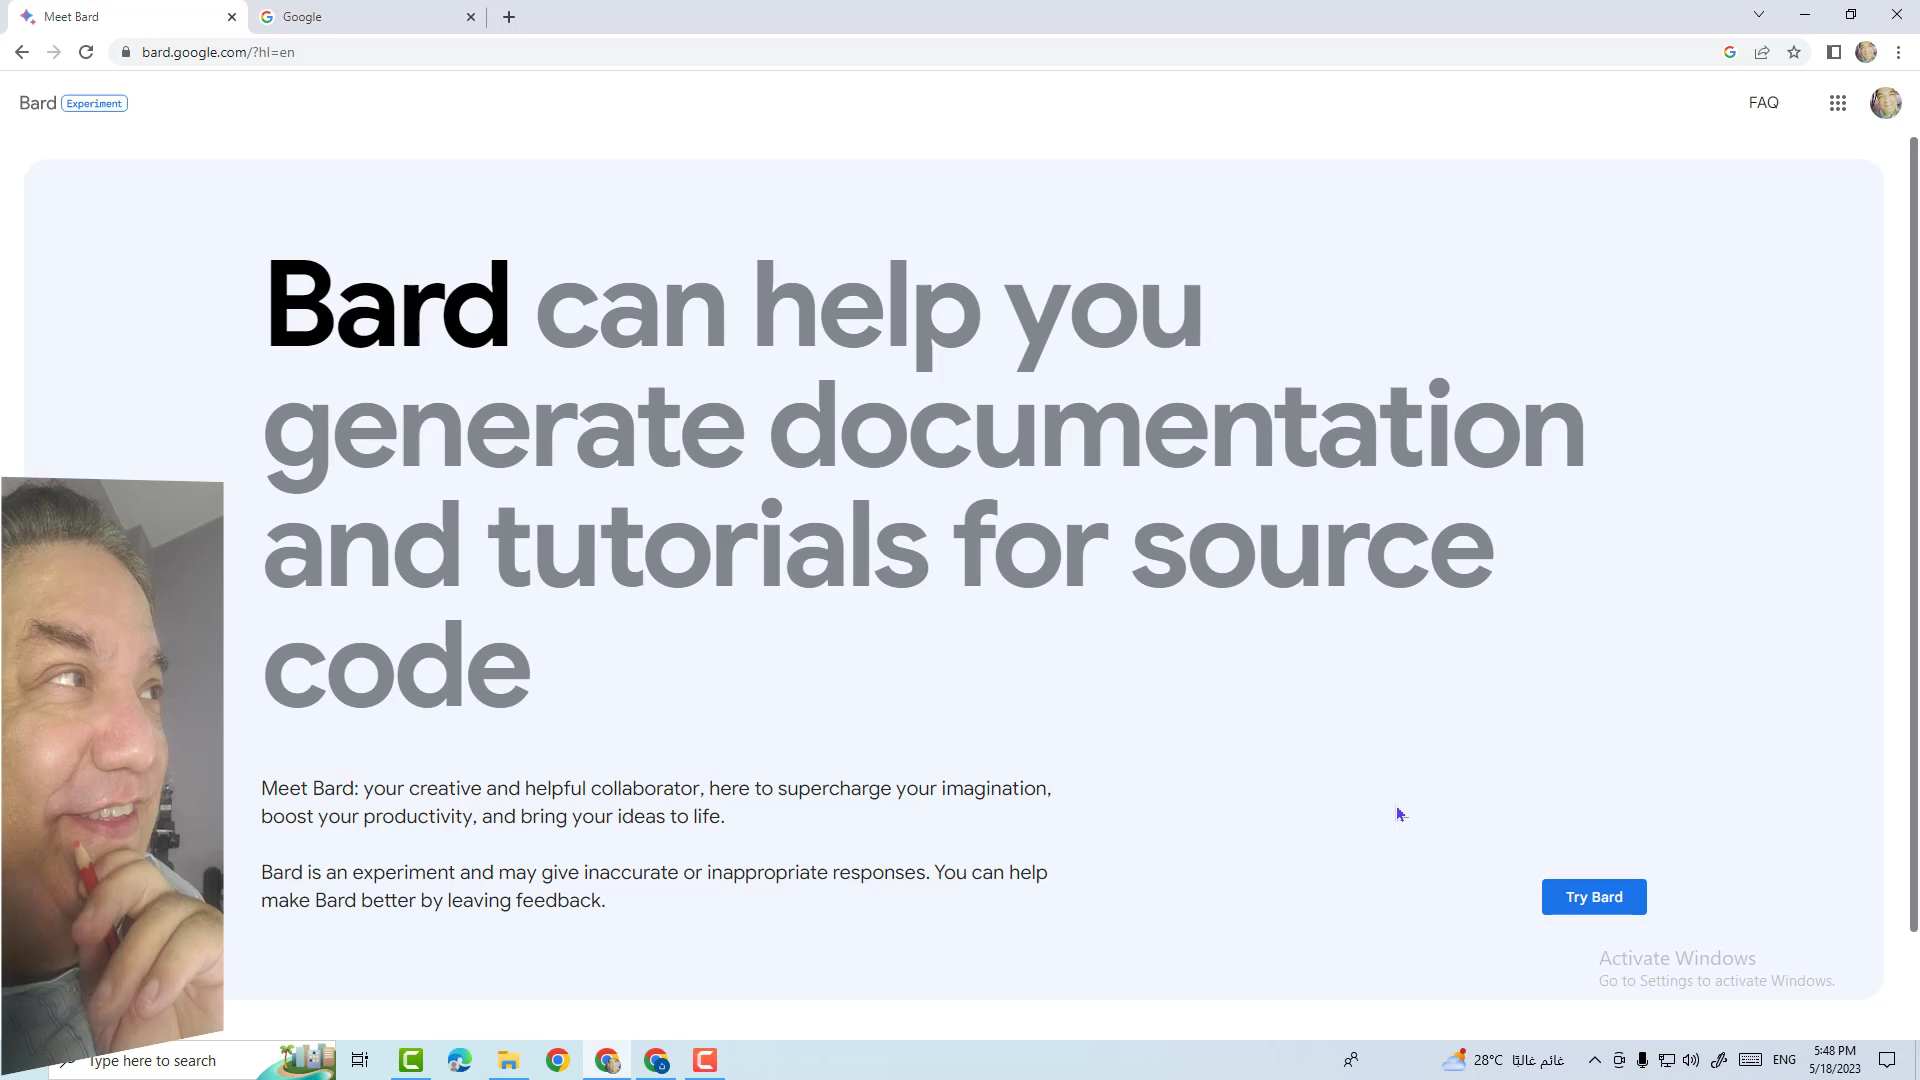 Meet Bard
Google
bard.google.com/?hl=en
Bard Experiment
FAQ
Bard can help you
generate documentation
and tutorials for source
code
Meet Bard: your creative and helpful collaborator, here to supercharge your imagination,
boost your productivity, and bring your ideas to life.
Bard is an experiment and may give inaccurate or inappropriate responses. You can help
make Bard better by leaving feedback.
Try Bard
Activate Windows
Go to Settings to activate Windows.
Type here to search
28°C غائم غالبًا
ENG
5:48 PM
5/18/2023